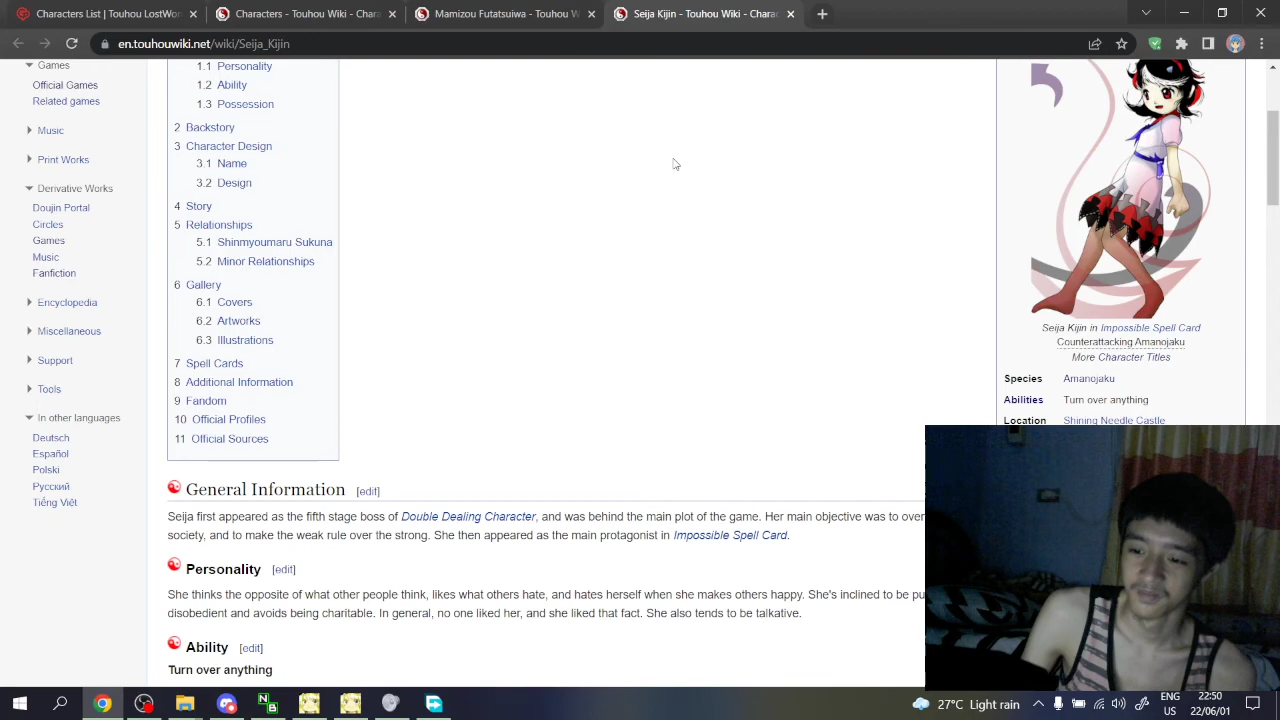 Characters List | Touhou LostWor
Characters - Touhou Wiki - Chara
Mamizou Futatsuiwa - Touhou W
Seija Kijin - Touhou Wiki - Charac
en.touhouwiki.net/wiki/Seija_Kijin
Games
Official Games
Related games
Music
Print Works
Derivative Works
Doujin Portal
Circles
Games
Music
Fanfiction
Encyclopedia
Miscellaneous
Support
Tools
In other languages
Deutsch
Español
Polski
Русский
Tiếng Việt
1.1 Personality
1.2 Ability
1.3 Possession
2 Backstory
3 Character Design
3.1 Name
3.2 Design
4 Story
5 Relationships
5.1 Shinmyoumaru Sukuna
5.2 Minor Relationships
6 Gallery
6.1 Covers
6.2 Artworks
6.3 Illustrations
7 Spell Cards
8 Additional Information
9 Fandom
10 Official Profiles
11 Official Sources
Seija Kijin in Impossible Spell Card
Counterattacking Amanojaku
More Character Titles
Species Amanojaku
Abilities Turn over anything
Location Shining Needle Castle
General Information [edit]
Seija first appeared as the fifth stage boss of Double Dealing Character, and was behind the main plot of the game. Her main objective was to over
society, and to make the weak rule over the strong. She then appeared as the main protagonist in Impossible Spell Card.
Personality [edit]
She thinks the opposite of what other people think, likes what others hate, and hates herself when she makes others happy. She's inclined to be pu
disobedient and avoids being charitable. In general, no one liked her, and she liked that fact. She also tends to be talkative.
Ability [edit]
Turn over anything
27°C Light rain
ENG
US
22:50
22/06/01